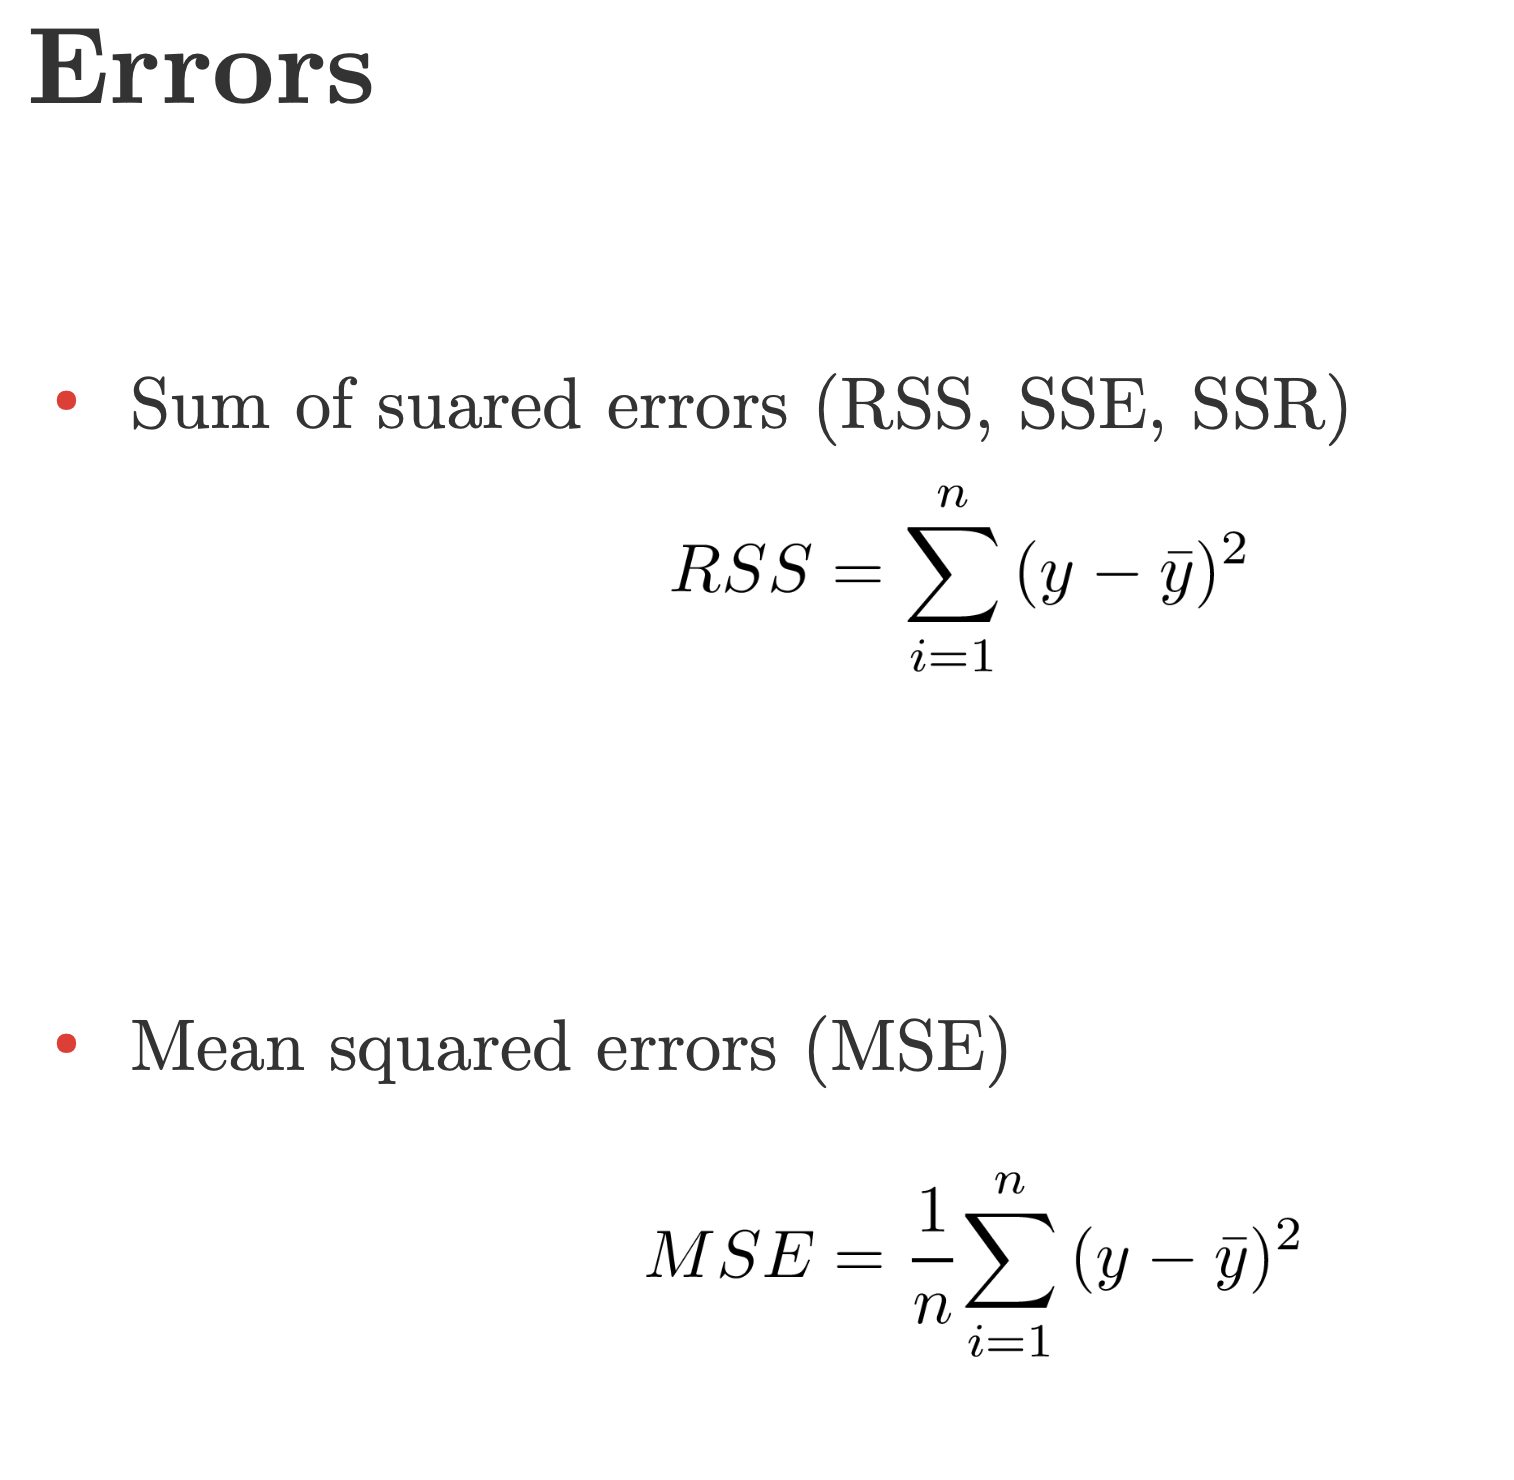 Errors
• Sum of suared errors (RSS, SSE, SSR)
$RSS = \sum_{i=1}^{n} (y - \bar{y})^2$
• Mean squared errors (MSE)
$MSE = \frac{1}{n} \sum_{i=1}^{n} (y - \bar{y})^2$